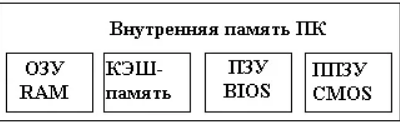 Внутренняя память ПК
ОЗУ
RAM
КЭШ-
память
ПЗУ
BIOS
ППЗУ
CMOS